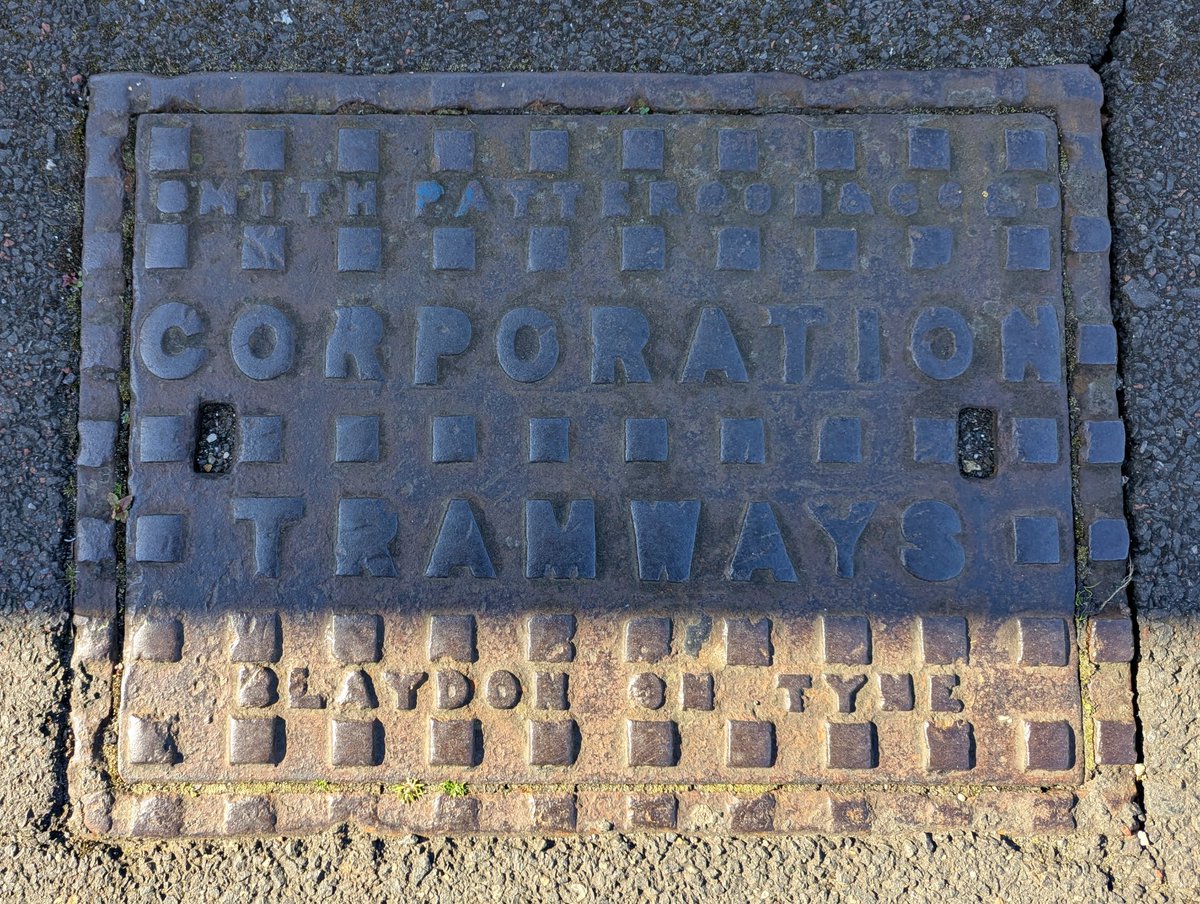 SMITH PATTERSON & CO
CORPORATION
TRAMWAYS
BLAYDON ON TYNE